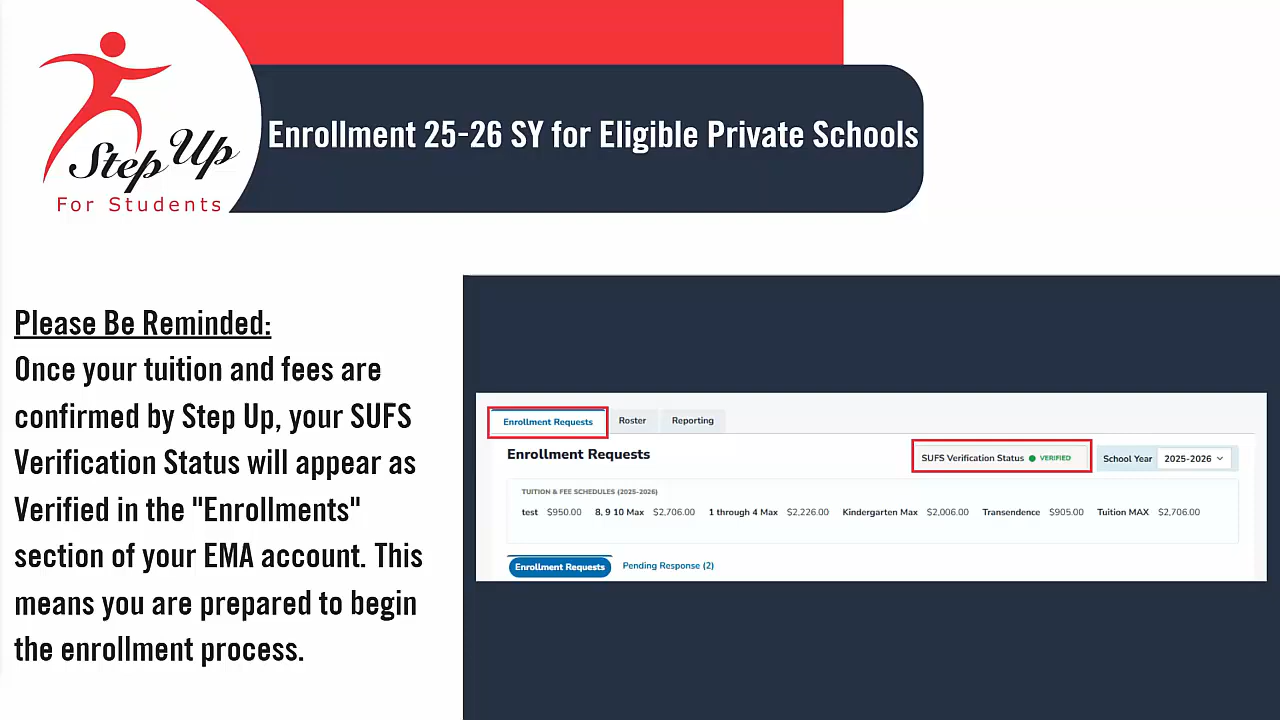 Step Up
For Students
Enrollment 25-26 SY for Eligible Private Schools
Please Be Reminded:
Once your tuition and fees are
confirmed by Step Up, your SUFS
Verification Status will appear as
Verified in the "Enrollments"
section of your EMA account. This
means you are prepared to begin
the enrollment process.
Enrollment Requests Roster Reporting
Enrollment Requests SUFS Verification Status VERIFIED School Year 2025-2026
TUITION & FEE SCHEDULES (2025-2026)
test $950.00 8, 9 10 Max $2,706.00 1 through 4 Max $2,226.00 Kindergarten Max $2,006.00 Transendence $905.00 Tuition MAX $2,706.00
Enrollment Requests Pending Response (2)